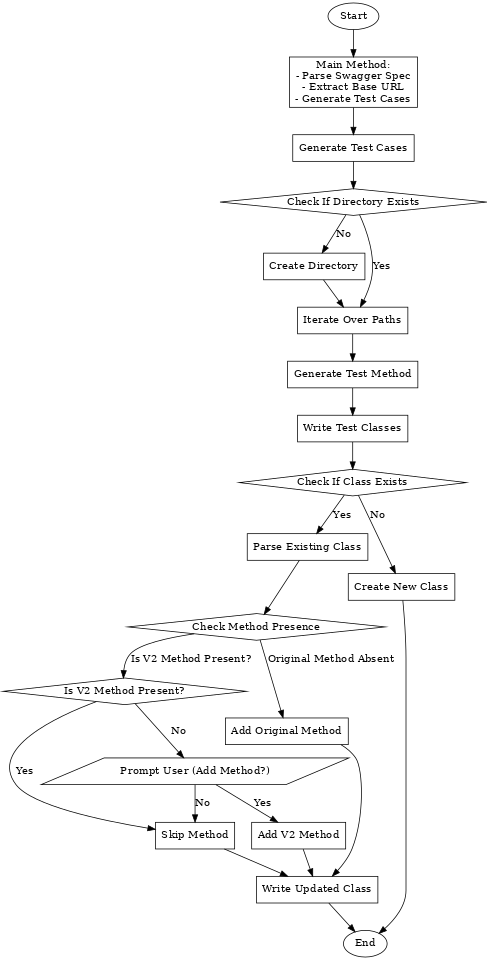 Start
Main Method:
- Parse Swagger Spec
- Extract Base URL
- Generate Test Cases
Generate Test Cases
Check If Directory Exists
No
Create Directory
Yes
Iterate Over Paths
Generate Test Method
Write Test Classes
Check If Class Exists
Yes
No
Parse Existing Class
Create New Class
Check Method Presence
Is V2 Method Present?
Original Method Absent
Is V2 Method Present?
No
Add Original Method
Yes
Prompt User (Add Method?)
No
Yes
Skip Method
Add V2 Method
Write Updated Class
End